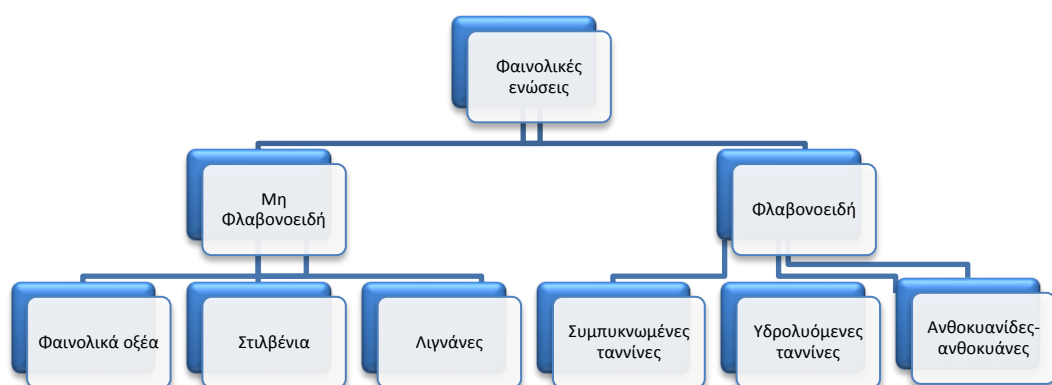 Φαινολικές
ενώσεις
Μη
Φλαβονοειδή
Φλαβονοειδή
Φαινολικά οξέα
Στιλβένια
Λιγνάνες
Συμπυκνωμένες
ταννίνες
Υδρολυόμενες
ταννίνες
Ανθοκυανίδες-
ανθοκυάνες